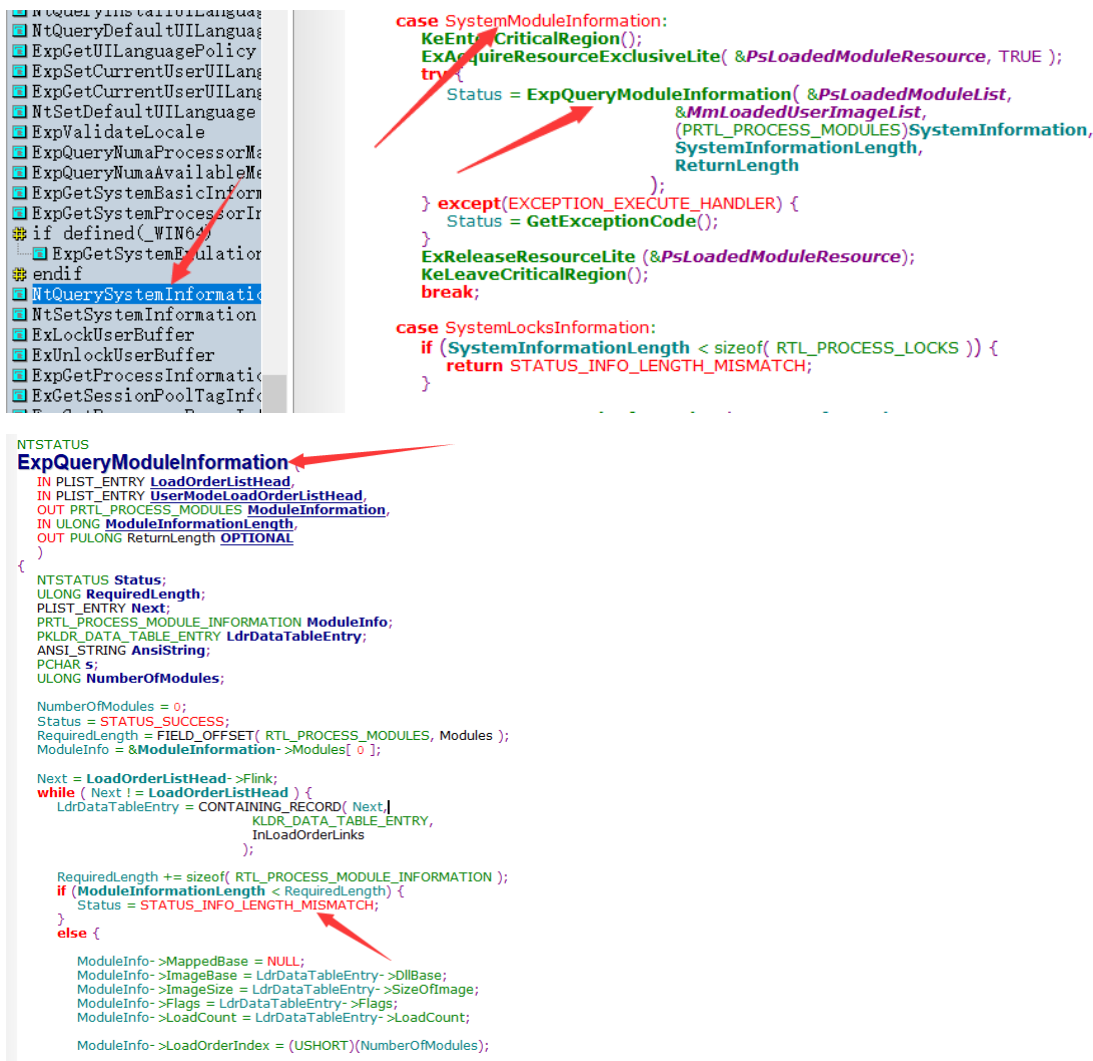 NtQueryInstallUILanguag
NtQueryDefaultUILanguag
ExpGetUILanguagePolicy
ExpSetCurrentUserUILang
ExpGetCurrentUserUILang
NtSetDefaultUILanguage
ExpValidateLocale
ExpQueryNumaProcessorMa
ExpQueryNumaAvailableMe
ExpGetSystemBasicInform
ExpGetSystemProcessorIn
if defined(_WIN64)
ExpGetSystemEmulation
endif
NtQuerySystemInformatio
NtSetSystemInformation
ExLockUserBuffer
ExUnlockUserBuffer
ExpGetProcessInformatio
ExGetSessionPoolTagInfo
case SystemModuleInformation:
KeEnterCriticalRegion();
ExAcquireResourceExclusiveLite( &PsLoadedModuleResource, TRUE );
try {
Status = ExpQueryModuleInformation( &PsLoadedModuleList,
&MmLoadedUserImageList,
(PRTL_PROCESS_MODULES)SystemInformation,
SystemInformationLength,
ReturnLength
);
} except(EXCEPTION_EXECUTE_HANDLER) {
Status = GetExceptionCode();
}
ExReleaseResourceLite (&PsLoadedModuleResource);
KeLeaveCriticalRegion();
break;
case SystemLocksInformation:
if (SystemInformationLength < sizeof( RTL_PROCESS_LOCKS )) {
return STATUS_INFO_LENGTH_MISMATCH;
}
NTSTATUS
ExpQueryModuleInformation (
IN PLIST_ENTRY LoadOrderListHead,
IN PLIST_ENTRY UserModeLoadOrderListHead,
OUT PRTL_PROCESS_MODULES ModuleInformation,
IN ULONG ModuleInformationLength,
OUT PULONG ReturnLength OPTIONAL
)
{
NTSTATUS Status;
ULONG RequiredLength;
PLIST_ENTRY Next;
PRTL_PROCESS_MODULE_INFORMATION ModuleInfo;
PKLDR_DATA_TABLE_ENTRY LdrDataTableEntry;
ANSI_STRING AnsiString;
PCHAR s;
ULONG NumberOfModules;
NumberOfModules = 0;
Status = STATUS_SUCCESS;
RequiredLength = FIELD_OFFSET( RTL_PROCESS_MODULES, Modules );
ModuleInfo = &ModuleInformation->Modules[ 0 ];
Next = LoadOrderListHead->Flink;
while ( Next != LoadOrderListHead ) {
LdrDataTableEntry = CONTAINING_RECORD( Next,
KLDR_DATA_TABLE_ENTRY,
InLoadOrderLinks
);
RequiredLength += sizeof( RTL_PROCESS_MODULE_INFORMATION );
if (ModuleInformationLength < RequiredLength) {
Status = STATUS_INFO_LENGTH_MISMATCH;
}
else {
ModuleInfo->MappedBase = NULL;
ModuleInfo->ImageBase = LdrDataTableEntry->DllBase;
ModuleInfo->ImageSize = LdrDataTableEntry->SizeOfImage;
ModuleInfo->Flags = LdrDataTableEntry->Flags;
ModuleInfo->LoadCount = LdrDataTableEntry->LoadCount;
ModuleInfo->LoadOrderIndex = (USHORT)(NumberOfModules);